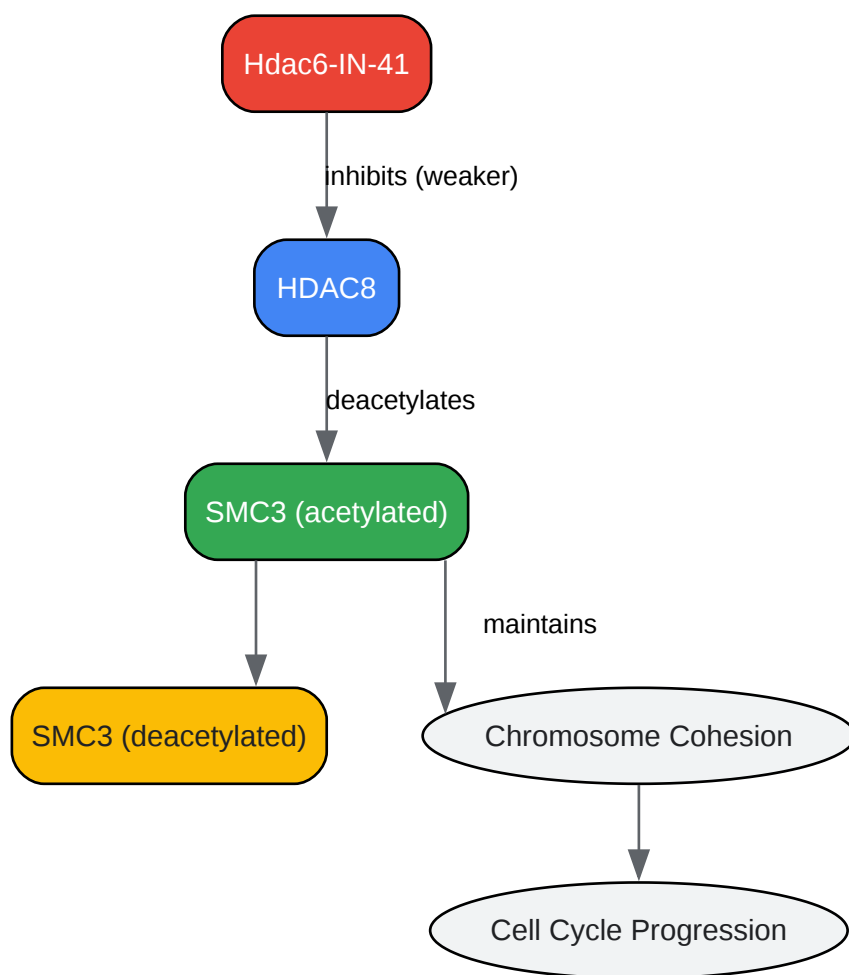 Hdac6-IN-41
inhibits (weaker)
HDAC8
deacetylates
SMC3 (acetylated)
maintains
SMC3 (deacetylated)
Chromosome Cohesion
Cell Cycle Progression